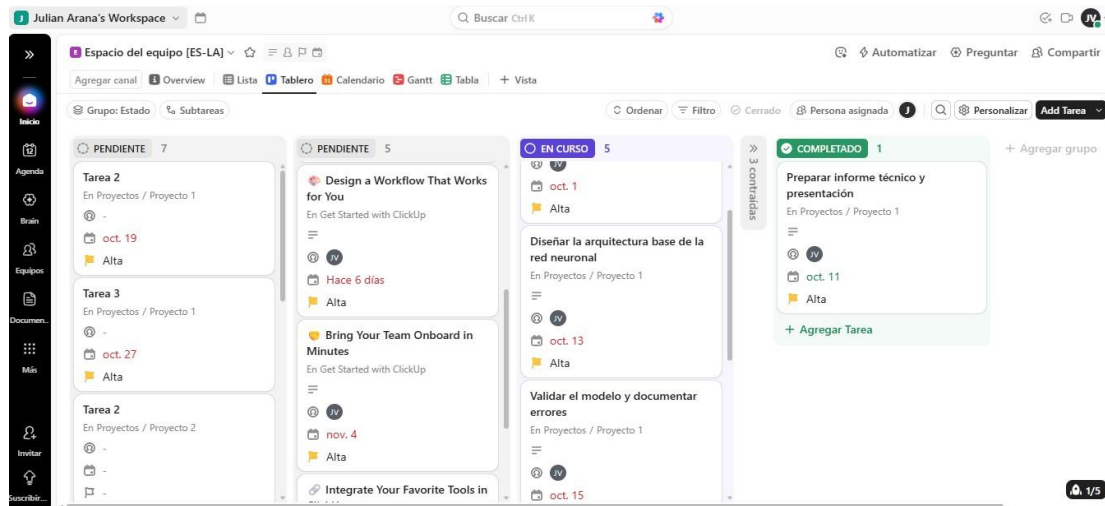 J Julian Arana's Workspace
Buscar Ctrl K
JV
E Espacio del equipo [ES-LA]
Automatizar Preguntar Compartir
Agregar canal Overview Lista Tablero Calendario Gantt Tabla + Vista
Grupo: Estado Subtareas
Ordenar Filtro Cerrado Persona asignada J Personalizar Add Tarea
Inicio
12
Agenda
Brain
Equipos
Documen...
Más
Invitar
Suscribir...
PENDIENTE 7
Tarea 2
En Proyectos / Proyecto 1
-
oct. 19
Alta
Tarea 3
En Proyectos / Proyecto 1
-
oct. 27
Alta
Tarea 2
En Proyectos / Proyecto 2
-
-
-
PENDIENTE 5
Design a Workflow That Works
for You
En Get Started with ClickUp
JV
Hace 6 días
Alta
Bring Your Team Onboard in
Minutes
En Get Started with ClickUp
JV
nov. 4
Alta
Integrate Your Favorite Tools in
EN CURSO 5
JV
oct. 1
Alta
Diseñar la arquitectura base de la
red neuronal
En Proyectos / Proyecto 1
JV
oct. 13
Alta
Validar el modelo y documentar
errores
En Proyectos / Proyecto 1
JV
oct. 15
3 contraídas
COMPLETADO 1
Preparar informe técnico y
presentación
En Proyectos / Proyecto 1
JV
oct. 11
Alta
+ Agregar Tarea
+ Agregar grupo
1/5